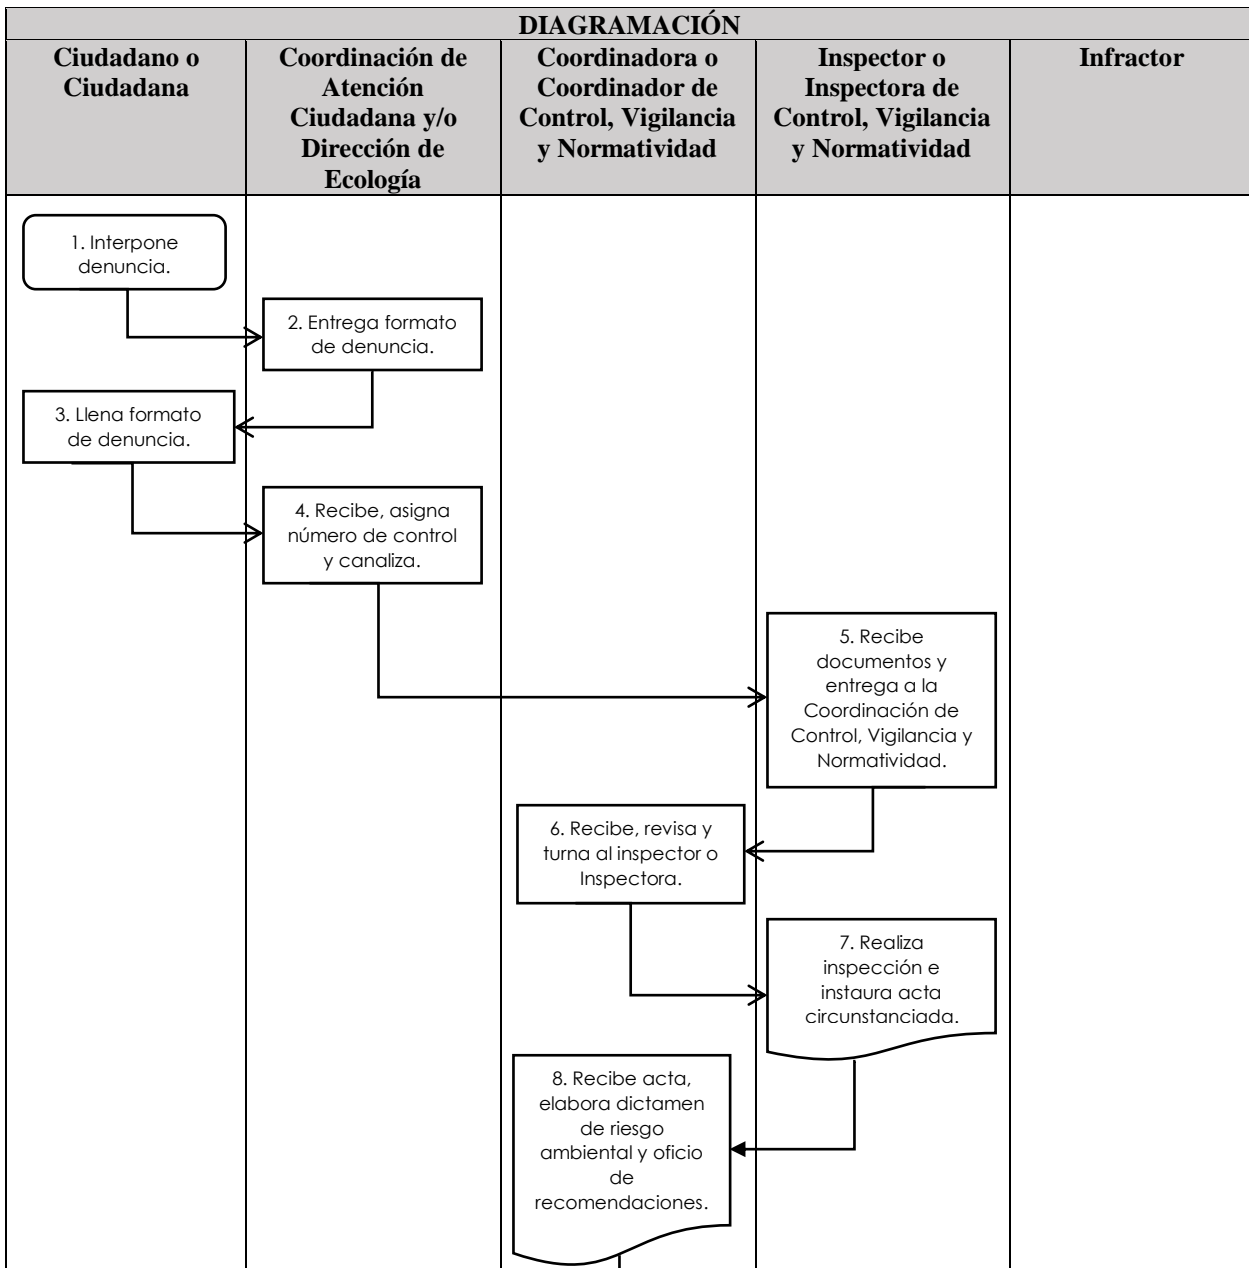 DIAGRAMACIÓN
Ciudadano o
Ciudadana
Coordinación de
Atención
Ciudadana y/o
Dirección de
Ecología
Coordinadora o
Coordinador de
Control, Vigilancia
y Normatividad
Inspector o
Inspectora de
Control, Vigilancia
y Normatividad
Infractor
1. Interpone
denuncia.
2. Entrega formato
de denuncia.
3. Llena formato
de denuncia.
4. Recibe, asigna
número de control
y canaliza.
5. Recibe
documentos y
entrega a la
Coordinación de
Control, Vigilancia y
Normatividad.
6. Recibe, revisa y
turna al inspector o
Inspectora.
7. Realiza
inspección e
instaura acta
circunstanciada.
8. Recibe acta,
elabora dictamen
de riesgo
ambiental y oficio
de
recomendaciones.